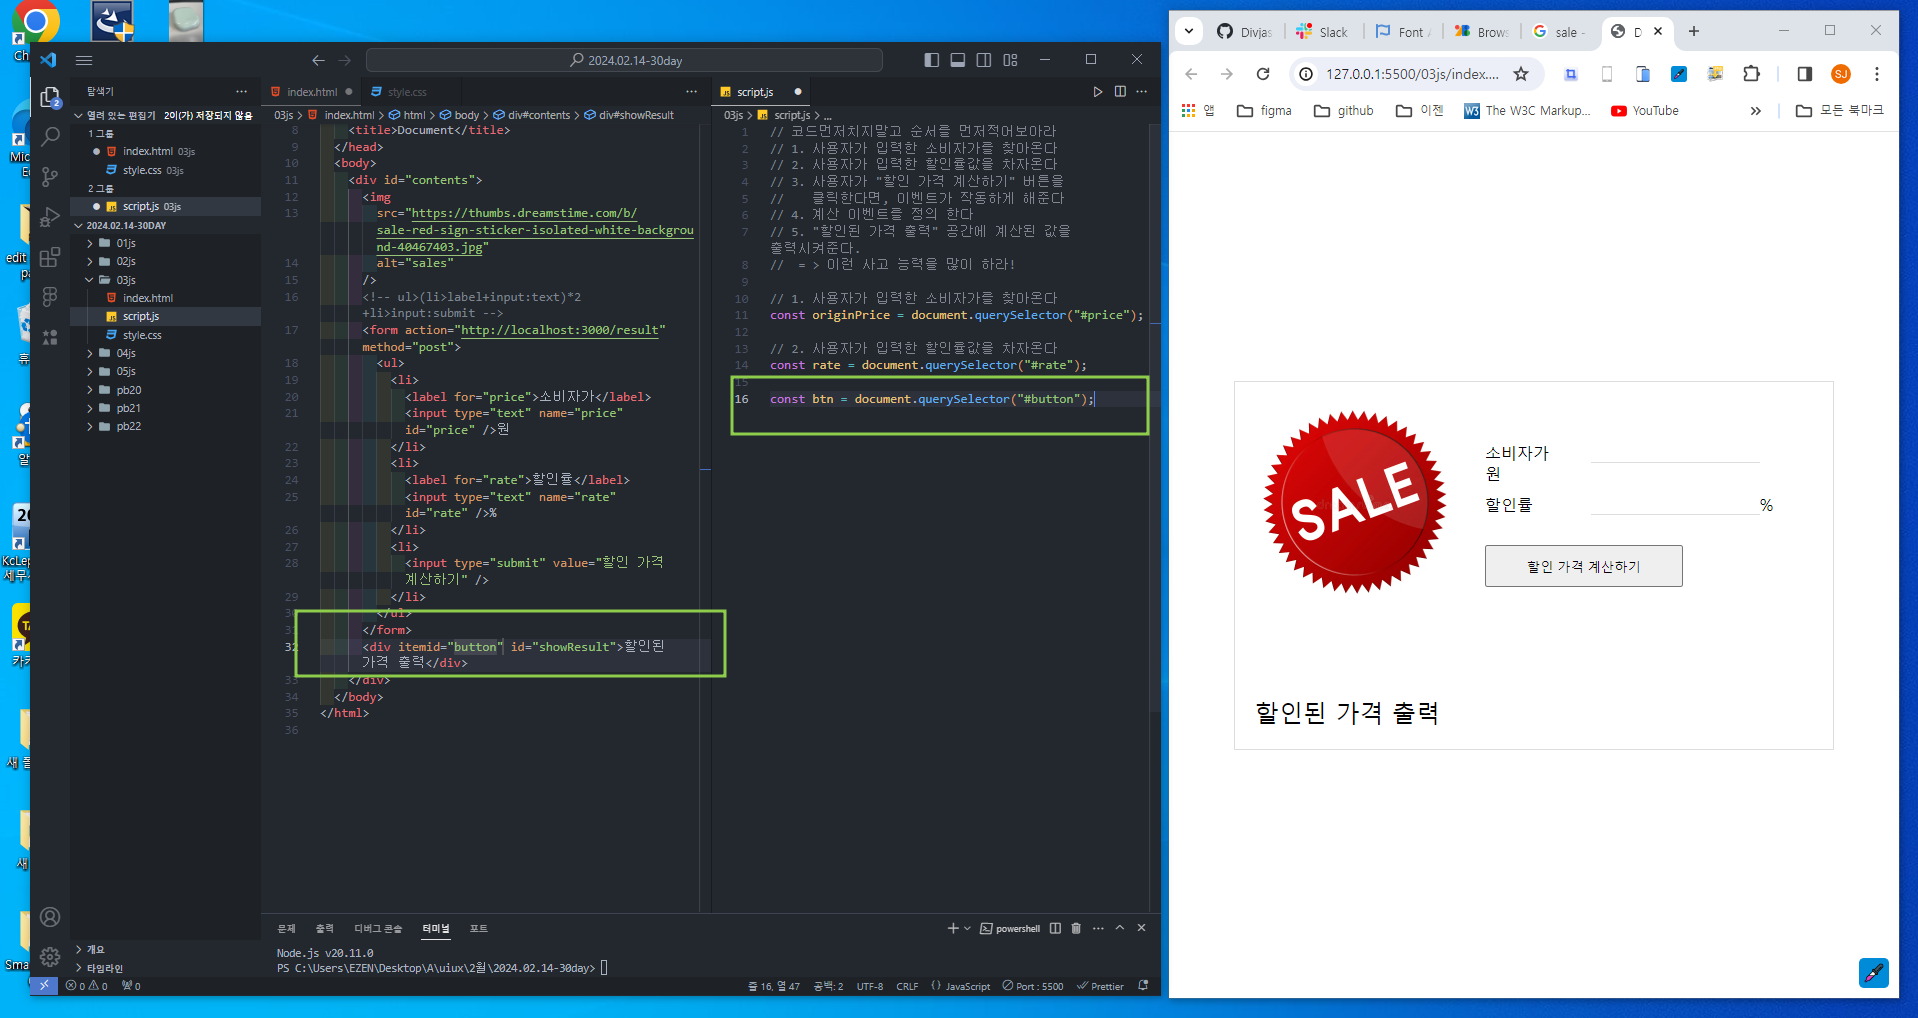 Ch
Mic
E
edit
pa
휴
알
KcLep
세무
카카
새 폴
새
Sma
2024.02.14-30day
탐색기
열려 있는 편집기 2이(가) 저장되지 않음
1 그룹
index.html 03js
style.css 03js
2 그룹
script.js 03js
2024.02.14-30DAY
01js
02js
03js
index.html
script.js
style.css
04js
05js
pb20
pb21
pb22
개요
타임라인
index.html
style.css
03js > index.html > html > body > div#contents > div#showResult
8 <title>Document</title>
9 </head>
10 <body>
11 <div id="contents">
12 <img
13 src="https://thumbs.dreamstime.com/b/
sale-red-sign-sticker-isolated-white-backgrou
nd-40467403.jpg"
14 alt="sales"
15 />
16 <!-- ul>(li>label+input:text)*2
+li>input:submit -->
17 <form action="http://localhost:3000/result"
method="post">
18 <ul>
19 <li>
20 <label for="price">소비자가</label>
21 <input type="text" name="price"
id="price" />원
22 </li>
23 <li>
24 <label for="rate">할인률</label>
25 <input type="text" name="rate"
id="rate" />%
26 </li>
27 <li>
28 <input type="submit" value="할인 가격
계산하기" />
29 </li>
30 </ul>
31 </form>
32 <div itemid="button" id="showResult">할인된
가격 출력</div>
33 </div>
34 </body>
35 </html>
36
script.js
03js > script.js > ...
1 // 코드먼저치지말고 순서를 먼저적어보아라
2 // 1. 사용자가 입력한 소비자가를 찾아온다
3 // 2. 사용자가 입력한 할인률값을 차자온다
4 // 3. 사용자가 "할인 가격 계산하기" 버튼을
5 // 클릭한다면, 이벤트가 작동하게 해준다
6 // 4. 계산 이벤트를 정의 한다
7 // 5. "할인된 가격 출력" 공간에 계산된 값을
출력시켜준다.
8 // = > 이런 사고 능력을 많이 하라!
9
10 // 1. 사용자가 입력한 소비자가를 찾아온다
11 const originPrice = document.querySelector("#price");
12
13 // 2. 사용자가 입력한 할인률값을 차자온다
14 const rate = document.querySelector("#rate");
15
16 const btn = document.querySelector("#button");
문제 출력 디버그 콘솔 터미널 포트
powershell
Node.js v20.11.0
PS C:\Users\EZEN\Desktop\A\uiux\2월\2024.02.14-30day>
0 0 0
줄 16, 열 47 공백: 2 UTF-8 CRLF {} JavaScript Port : 5500 Prettier
Divjas Slack Font Brows sale - D
127.0.0.1:5500/03js/index.... SJ
앱 figma github 이젠 The W3C Markup... YouTube » 모든 북마크
SALE
소비자가
원
할인률 %
할인 가격 계산하기
할인된 가격 출력